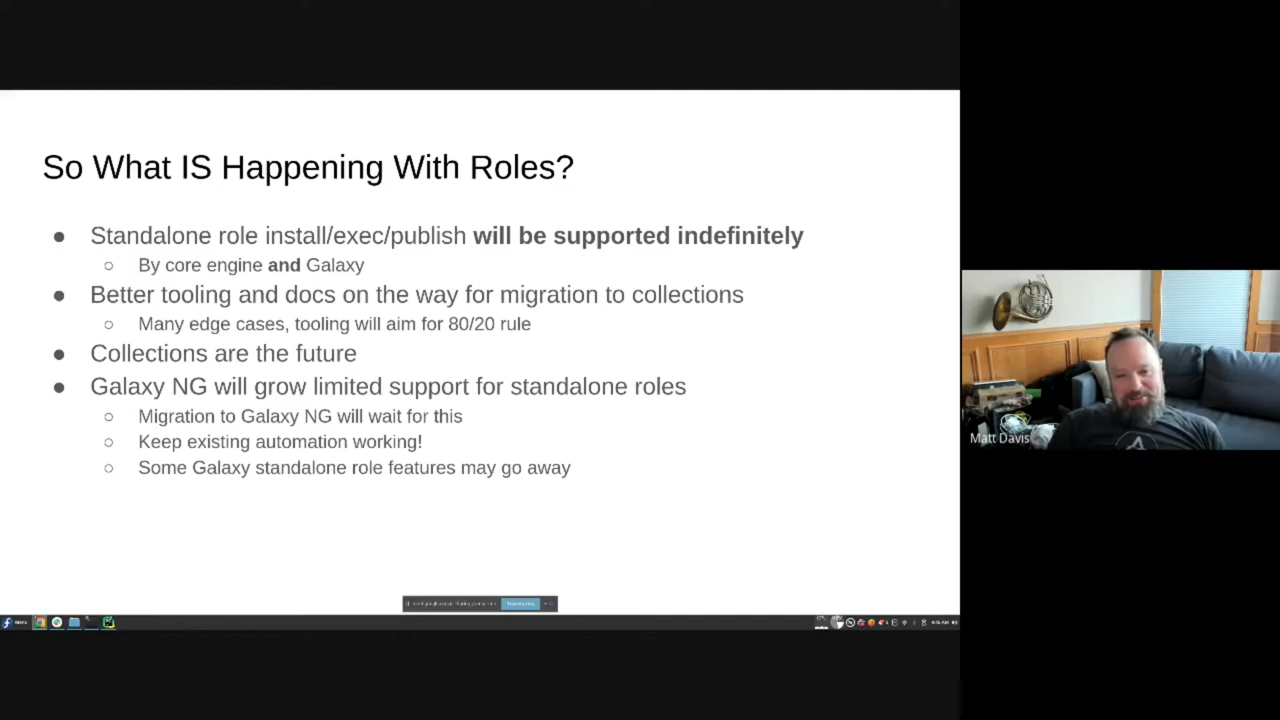 So What IS Happening With Roles?
● Standalone role install/exec/publish will be supported indefinitely
○ By core engine and Galaxy
● Better tooling and docs on the way for migration to collections
○ Many edge cases, tooling will aim for 80/20 rule
● Collections are the future
● Galaxy NG will grow limited support for standalone roles
○ Migration to Galaxy NG will wait for this
○ Keep existing automation working!
○ Some Galaxy standalone role features may go away
Matt Davis
Menu